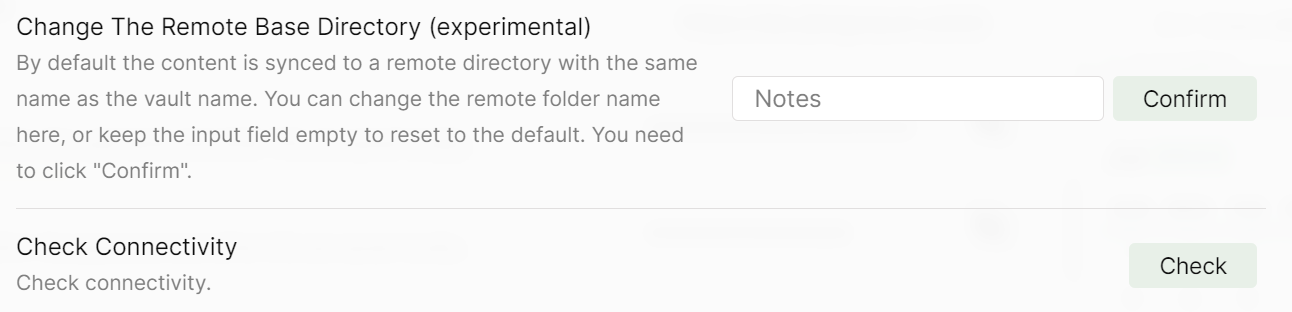 Change The Remote Base Directory (experimental)
By default the content is synced to a remote directory with the same
name as the vault name. You can change the remote folder name
here, or keep the input field empty to reset to the default. You need
to click "Confirm".
Notes
Confirm
Check Connectivity
Check connectivity.
Check